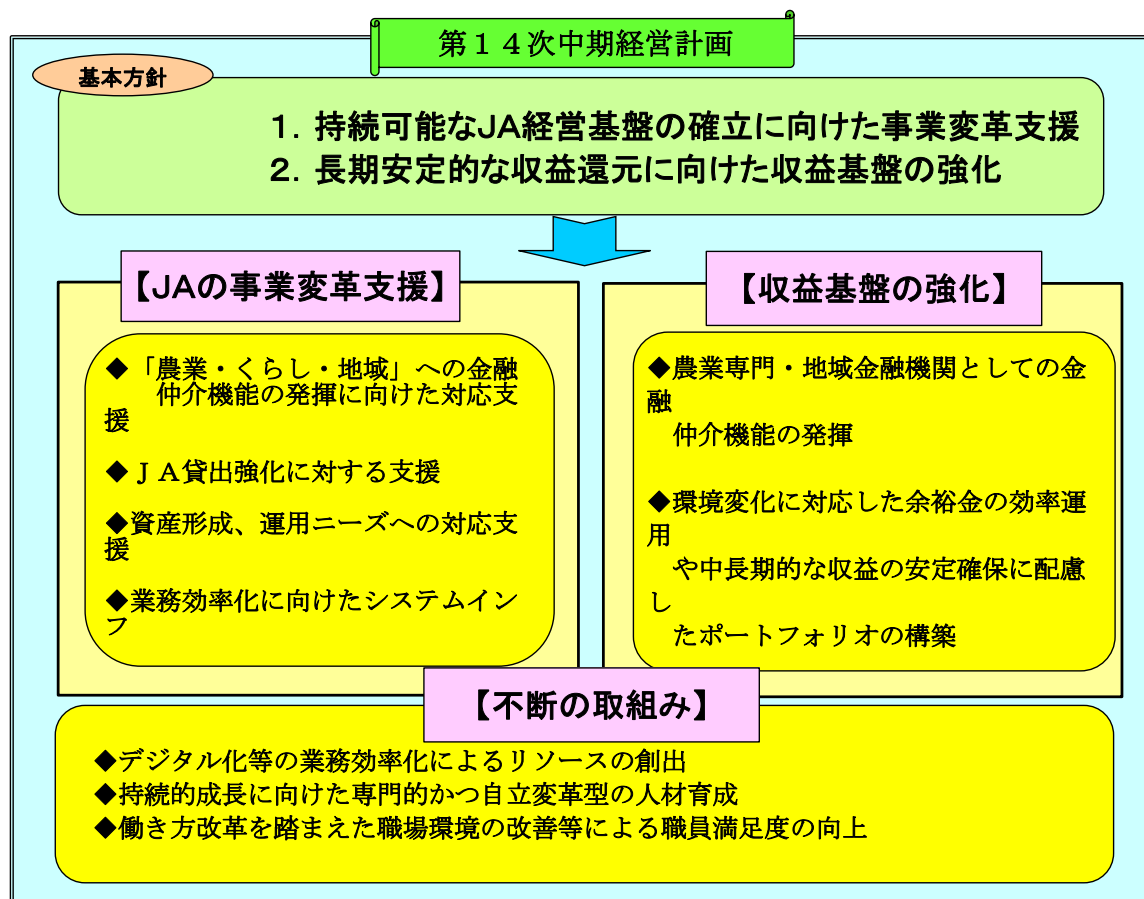 第１４次中期経営計画
基本方針
１．持続可能なJA経営基盤の確立に向けた事業変革支援
２．長期安定的な収益還元に向けた収益基盤の強化
【JAの事業変革支援】
◆「農業・くらし・地域」への金融
仲介機能の発揮に向けた対応支
援
◆ＪＡ貸出強化に対する支援
◆資産形成、運用ニーズへの対応支
援
◆業務効率化に向けたシステムイン
フ
【収益基盤の強化】
◆農業専門・地域金融機関としての金
融
仲介機能の発揮
◆環境変化に対応した余裕金の効率運
用
や中長期的な収益の安定確保に配慮
し
たポートフォリオの構築
【不断の取組み】
◆デジタル化等の業務効率化によるリソースの創出
◆持続的成長に向けた専門的かつ自立変革型の人材育成
◆働き方改革を踏まえた職場環境の改善等による職員満足度の向上